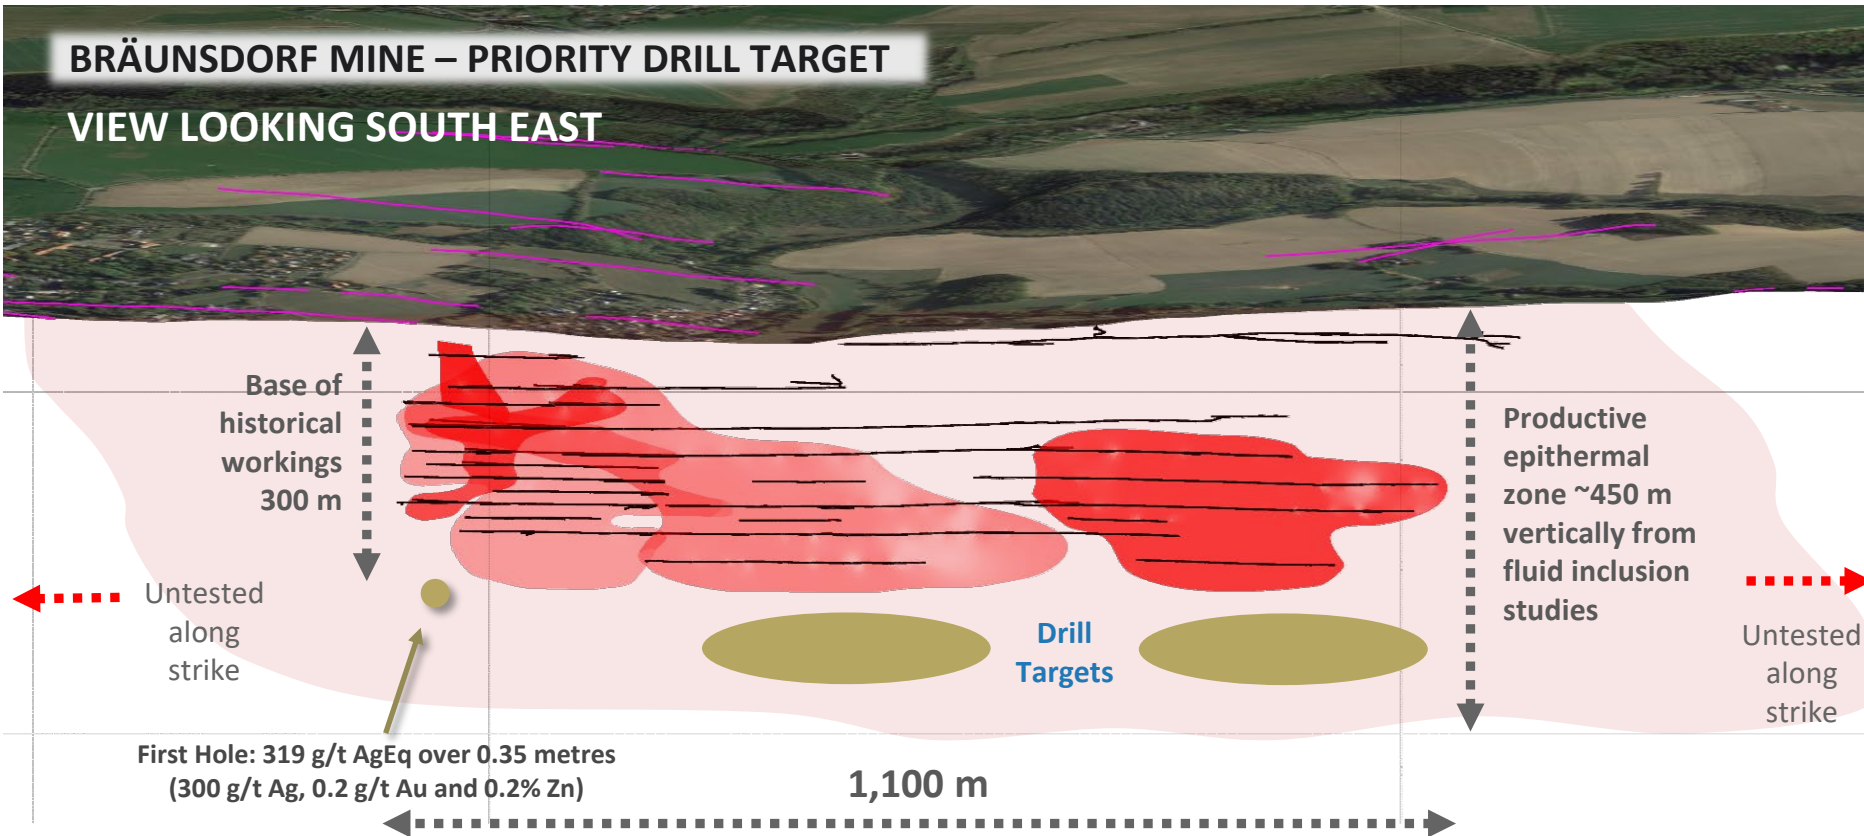 BRÄUNSDORF MINE – PRIORITY DRILL TARGET
VIEW LOOKING SOUTH EAST
Base of
historical
workings
300 m
Productive
epithermal
zone ~450 m
vertically from
fluid inclusion
studies
Untested
along
strike
Drill
Targets
Untested
along
strike
First Hole: 319 g/t AgEq over 0.35 metres
(300 g/t Ag, 0.2 g/t Au and 0.2% Zn)
1,100 m